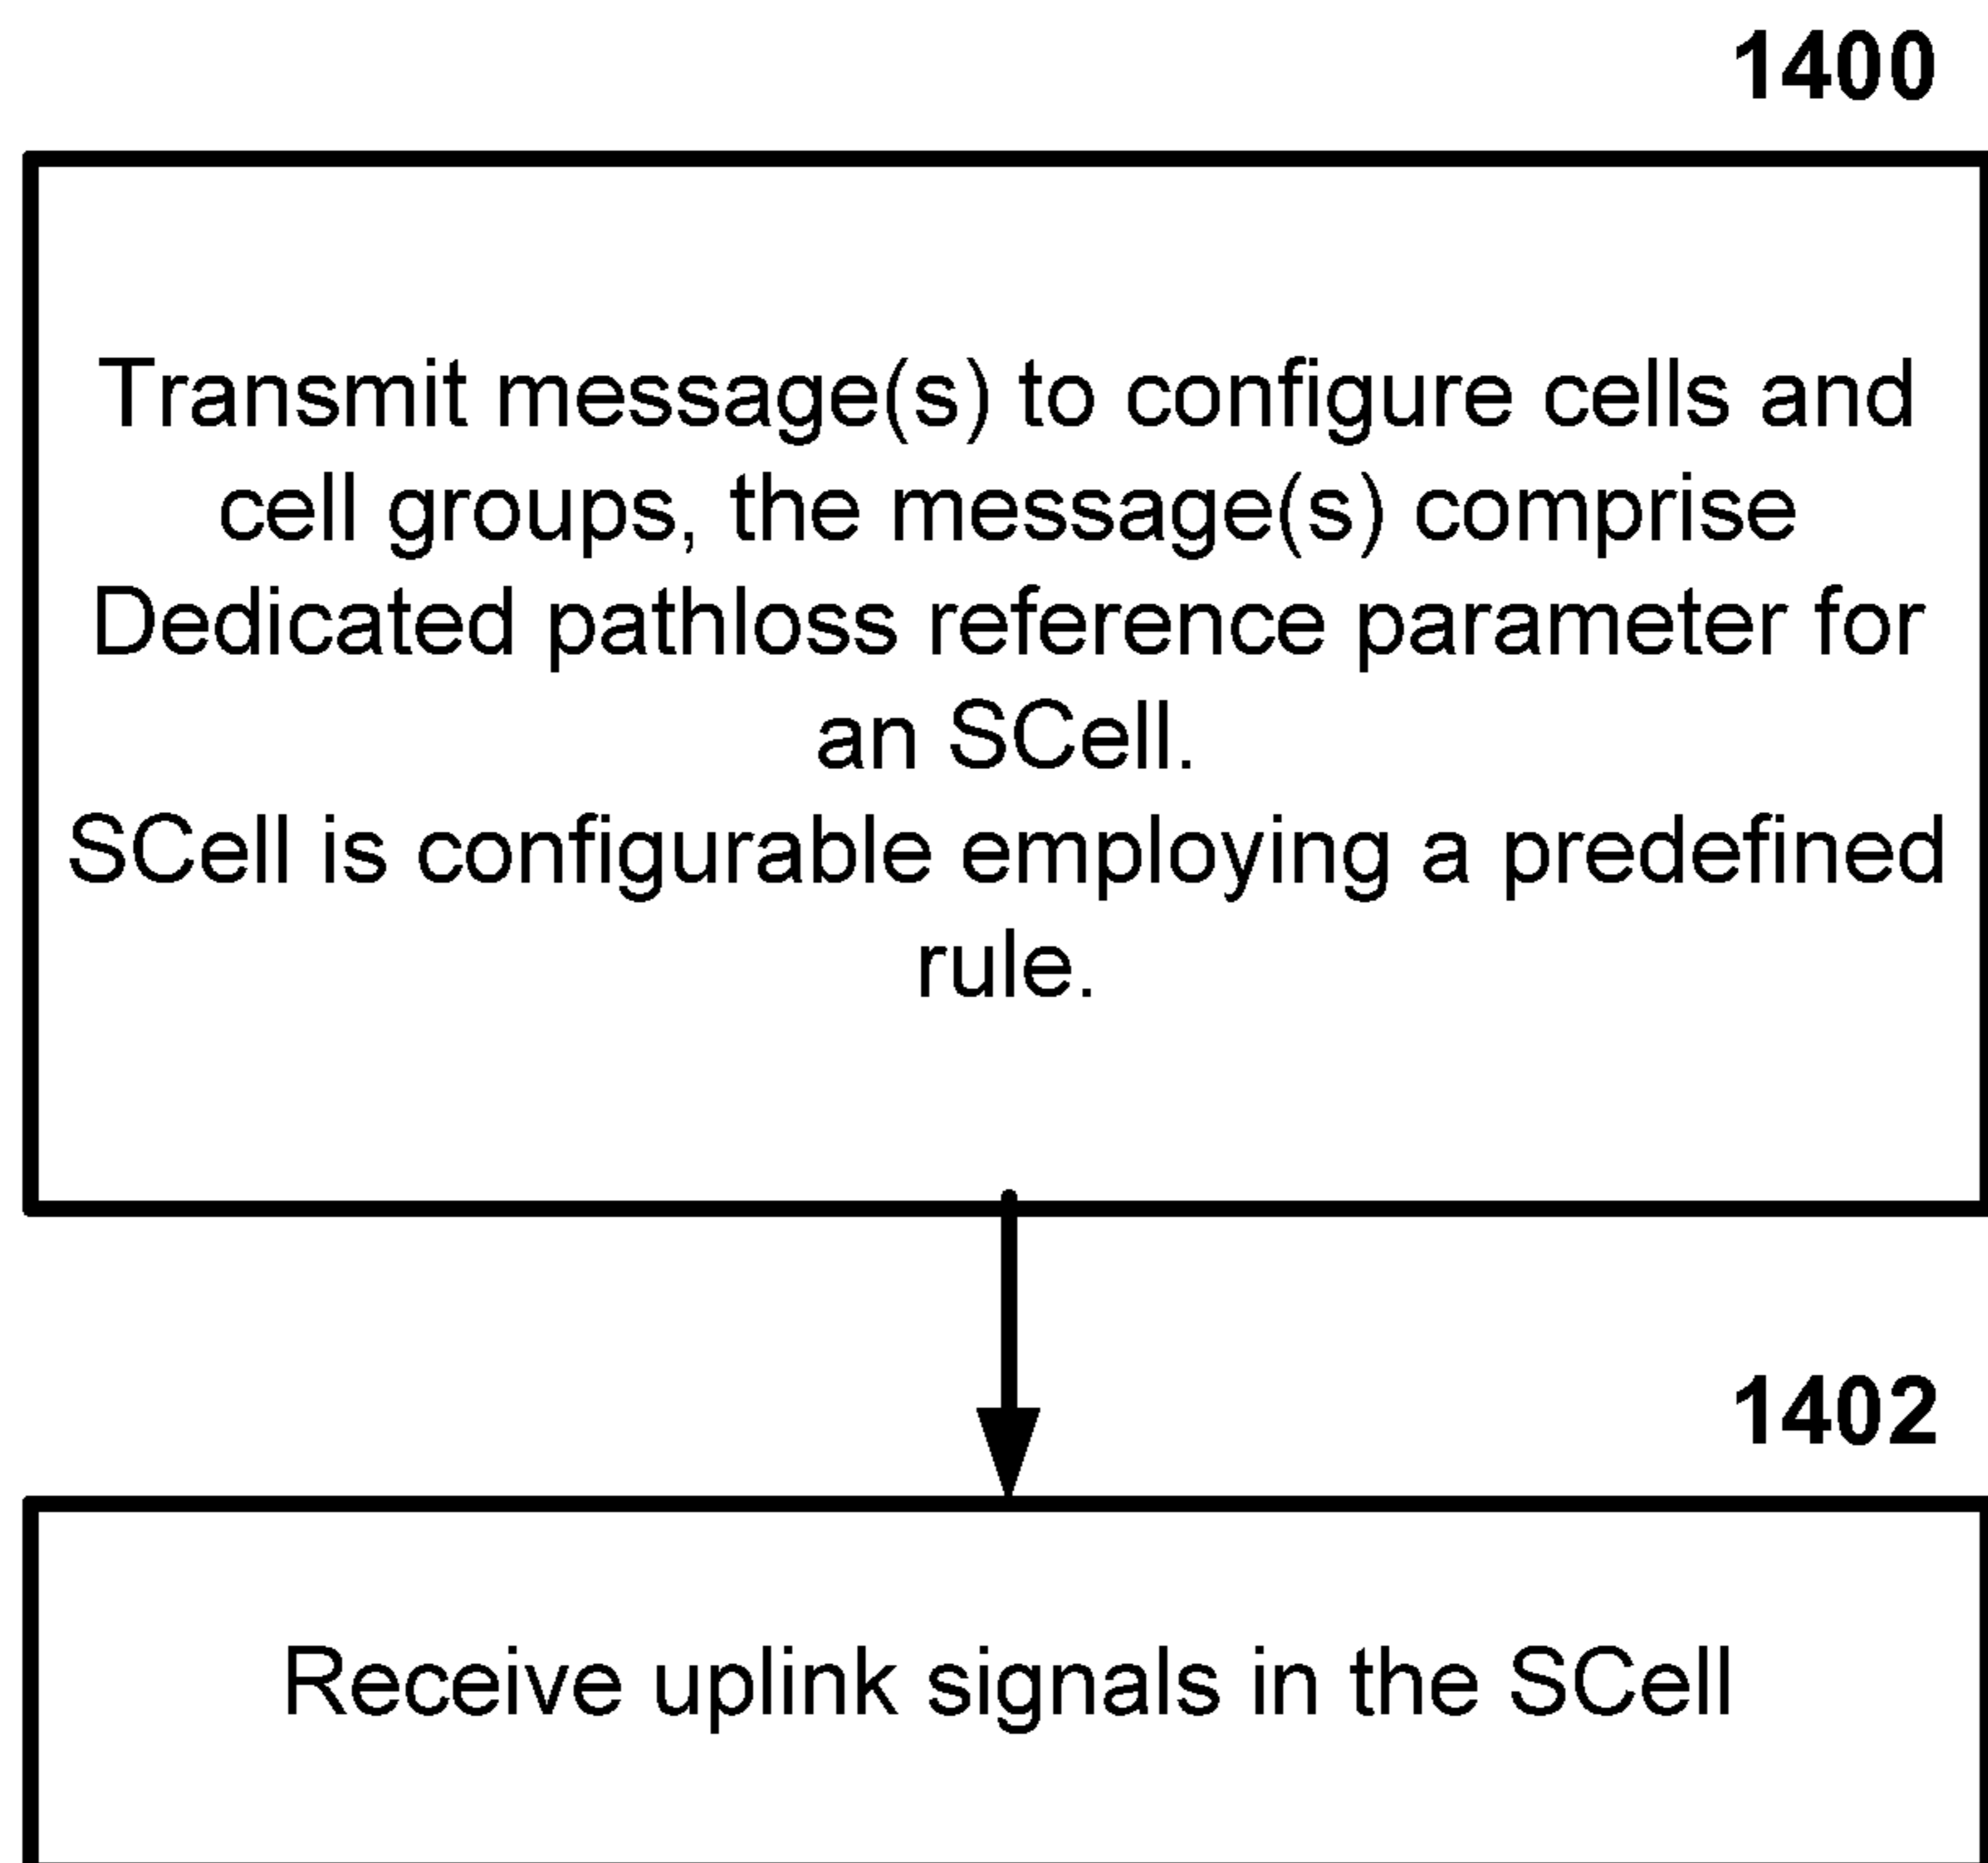 1400
Transmit message(s) to configure cells and
cell groups, the message(s) comprise
Dedicated pathloss reference parameter for
an SCell.
SCell is configurable employing a predefined
rule.
1402
Receive uplink signals in the SCell